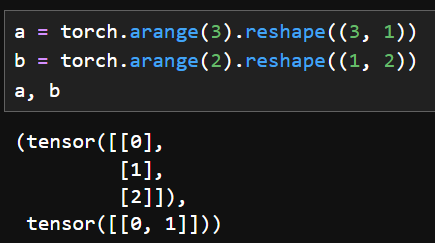 a = torch.arange(3).reshape((3, 1))
b = torch.arange(2).reshape((1, 2))
a, b
(tensor([[0],
         [1],
         [2]]),
 tensor([[0, 1]]))